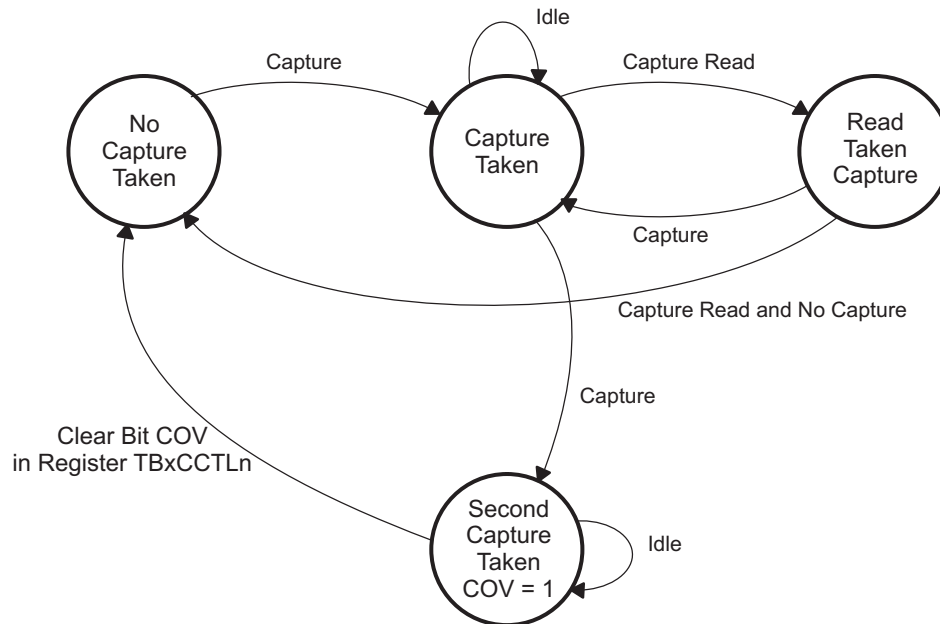 Idle
Capture
Capture Read
No
Capture
Taken
Capture
Taken
Read
Taken
Capture
Capture
Capture Read and No Capture
Capture
Clear Bit COV
in Register TBxCCTLn
Second
Capture
Taken
COV = 1
Idle